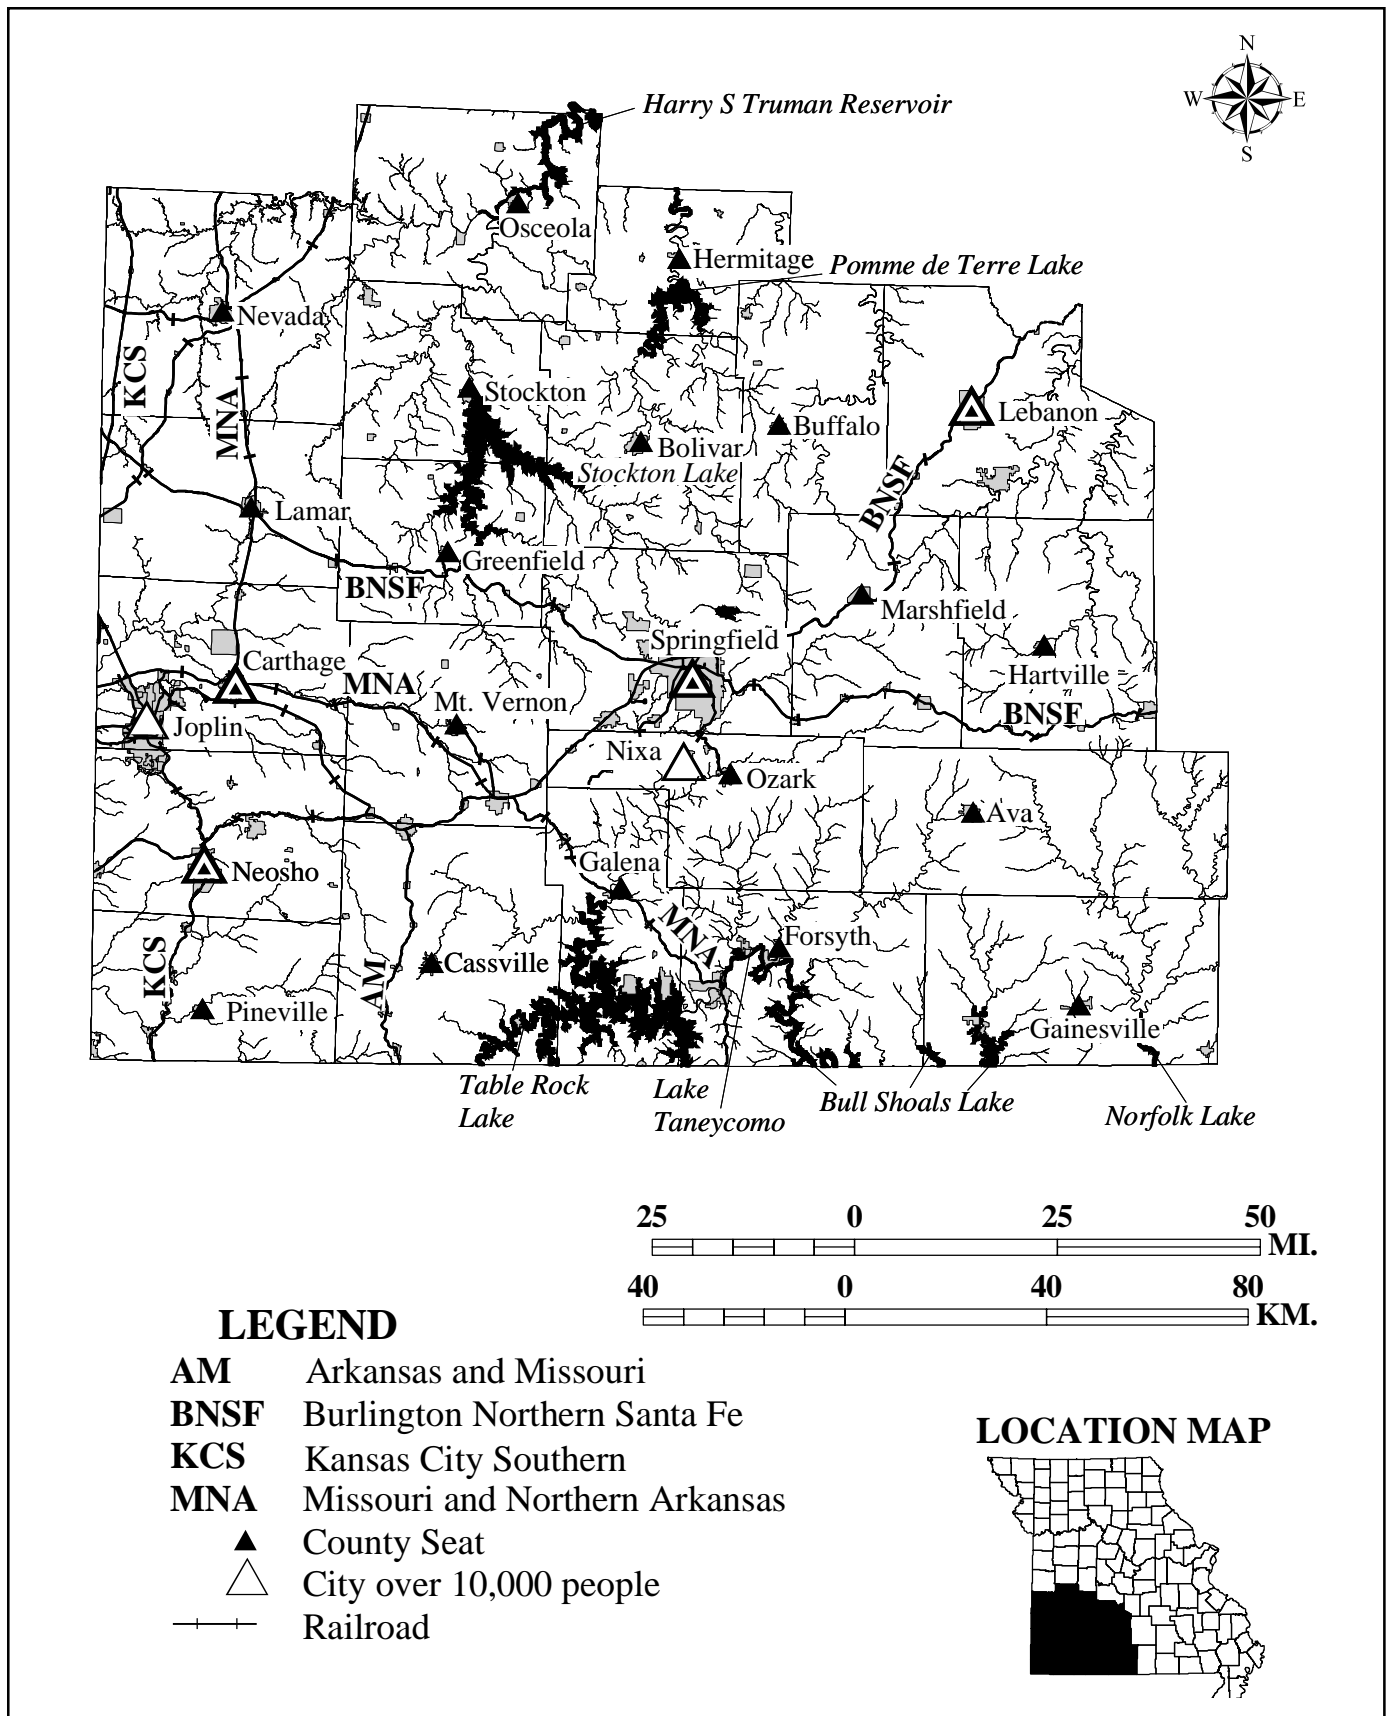 N
W E
S
Harry S Truman Reservoir
Osceola
Hermitage
Pomme de Terre Lake
Nevada
KCS
MNA
Stockton
Lebanon
Buffalo
Bolivar
Stockton Lake
BNSF
Lamar
Greenfield
BNSF
Marshfield
Springfield
Carthage
Hartville
MNA
Mt. Vernon
BNSF
Joplin
Nixa
Ozark
Ava
Galena
Neosho
MNA
Forsyth
KCS
AM
Cassville
Pineville
Gainesville
Table Rock
Lake
Lake
Taneycomo
Bull Shoals Lake
Norfolk Lake
25 0 25 50
MI.
40 0 40 80
KM.
LEGEND
AM Arkansas and Missouri
BNSF Burlington Northern Santa Fe
KCS Kansas City Southern
MNA Missouri and Northern Arkansas
County Seat
City over 10,000 people
Railroad
LOCATION MAP